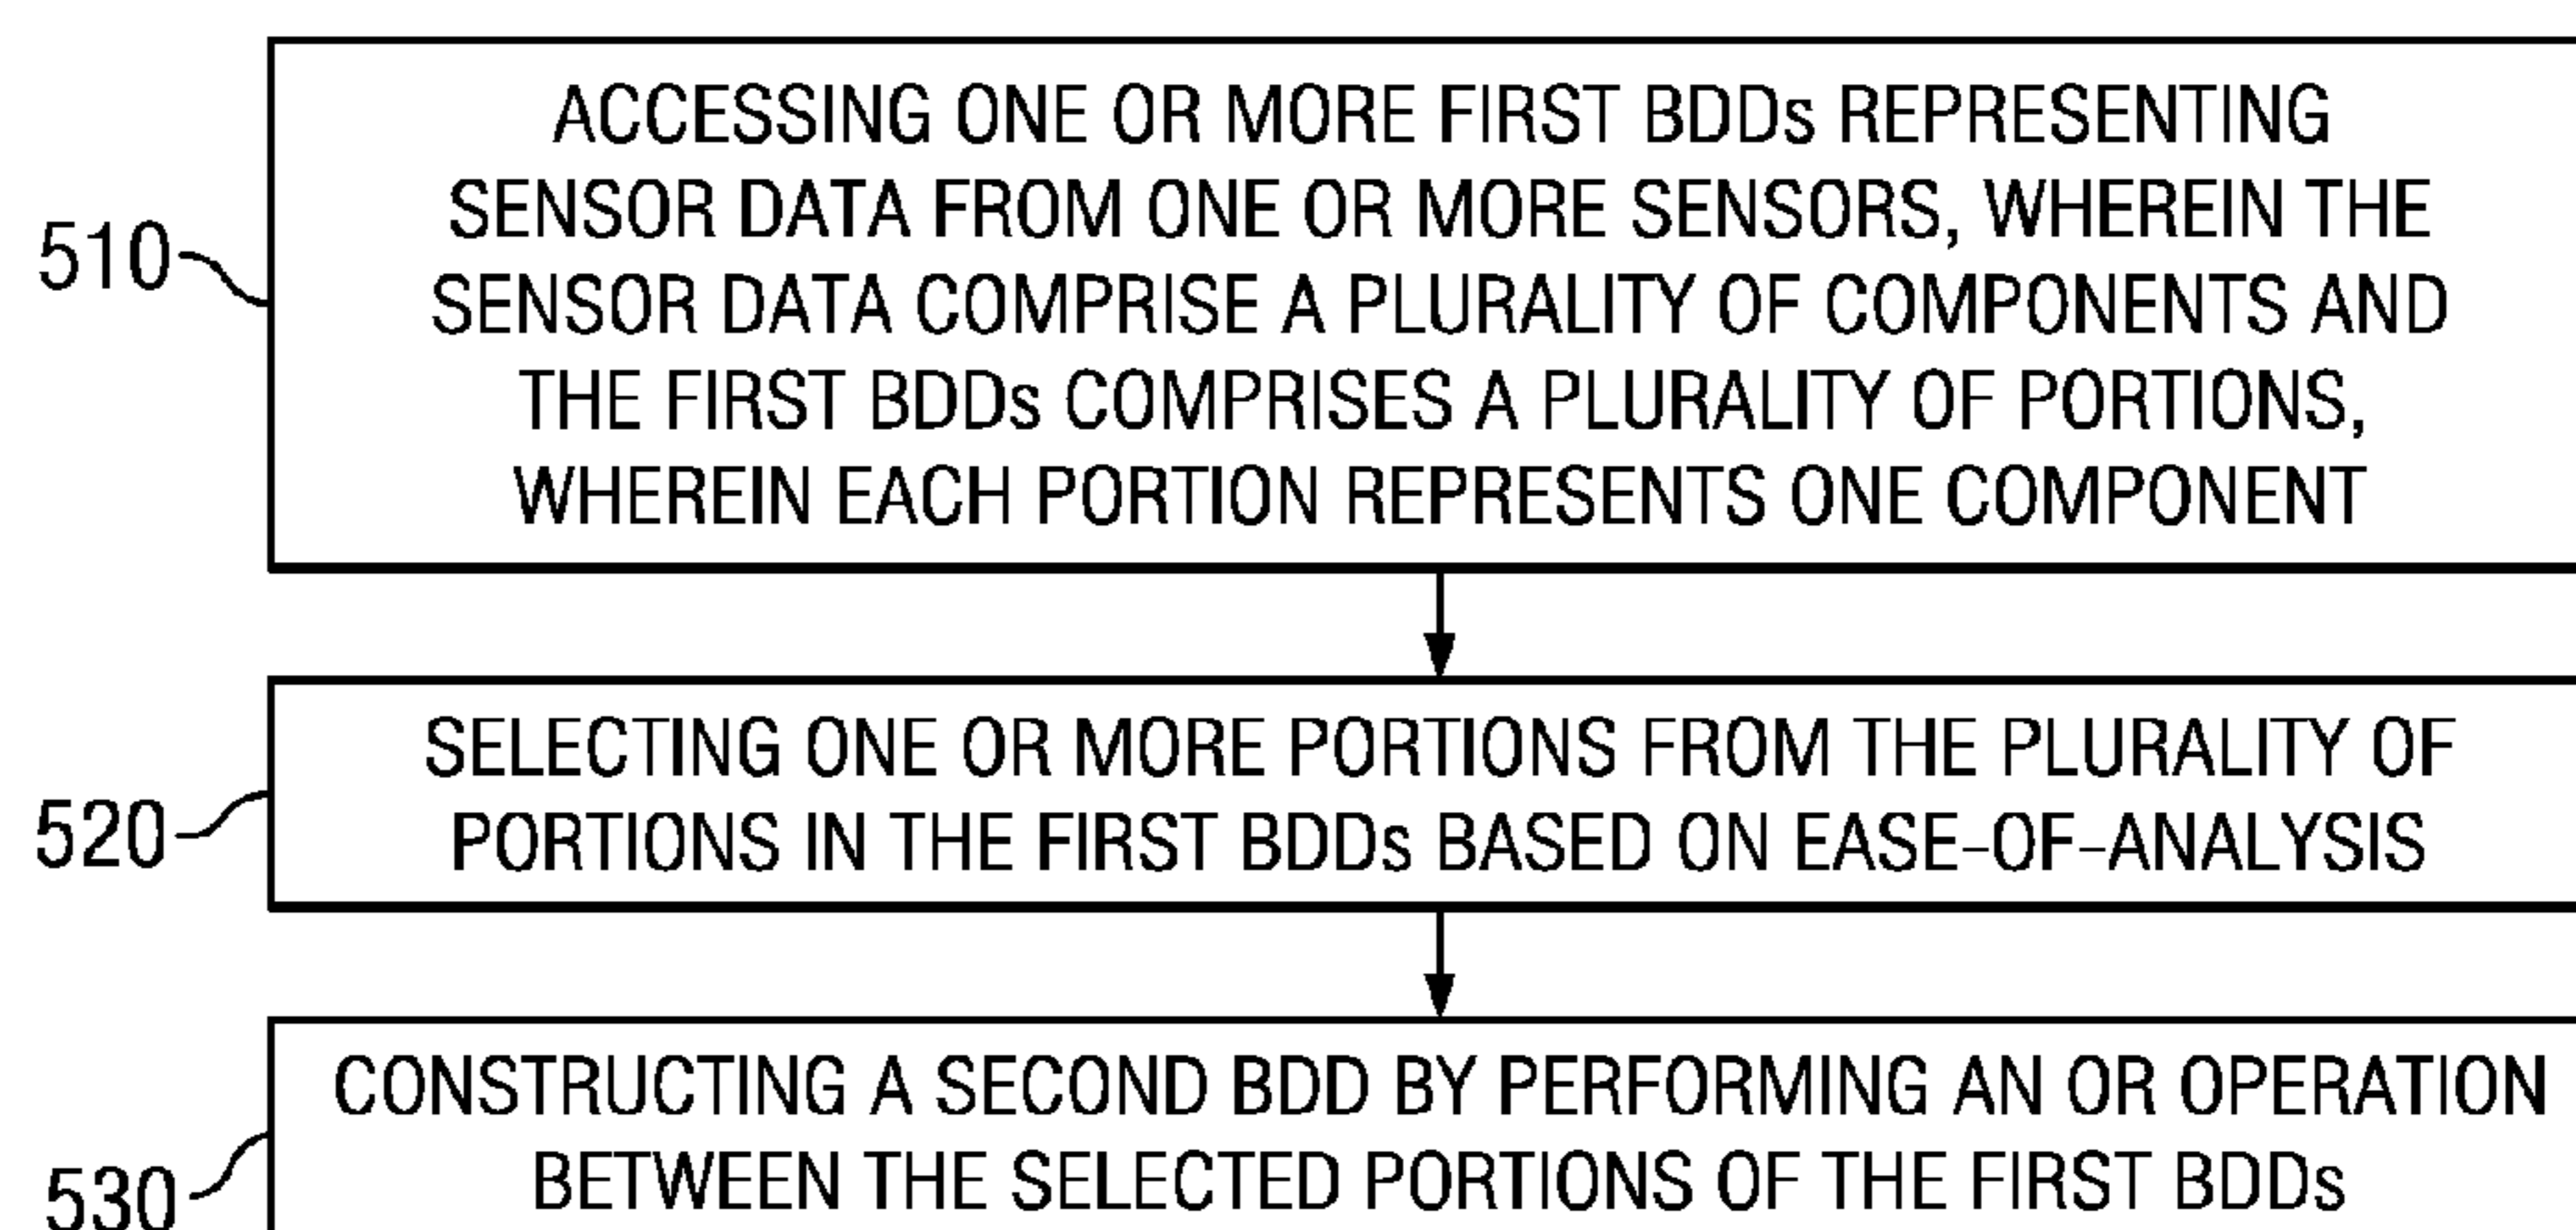 ACCESSING ONE OR MORE FIRST BDDs REPRESENTING
SENSOR DATA FROM ONE OR MORE SENSORS, WHEREIN THE
510
SENSOR DATA COMPRISE A PLURALITY OF COMPONENTS AND
THE FIRST BDDs COMPRISES A PLURALITY OF PORTIONS,
WHEREIN EACH PORTION REPRESENTS ONE COMPONENT
SELECTING ONE OR MORE PORTIONS FROM THE PLURALITY OF
520
PORTIONS IN THE FIRST BDDs BASED ON EASE-OF-ANALYSIS
CONSTRUCTING A SECOND BDD BY PERFORMING AN OR OPERATION
530
BETWEEN THE SELECTED PORTIONS OF THE FIRST BDDs